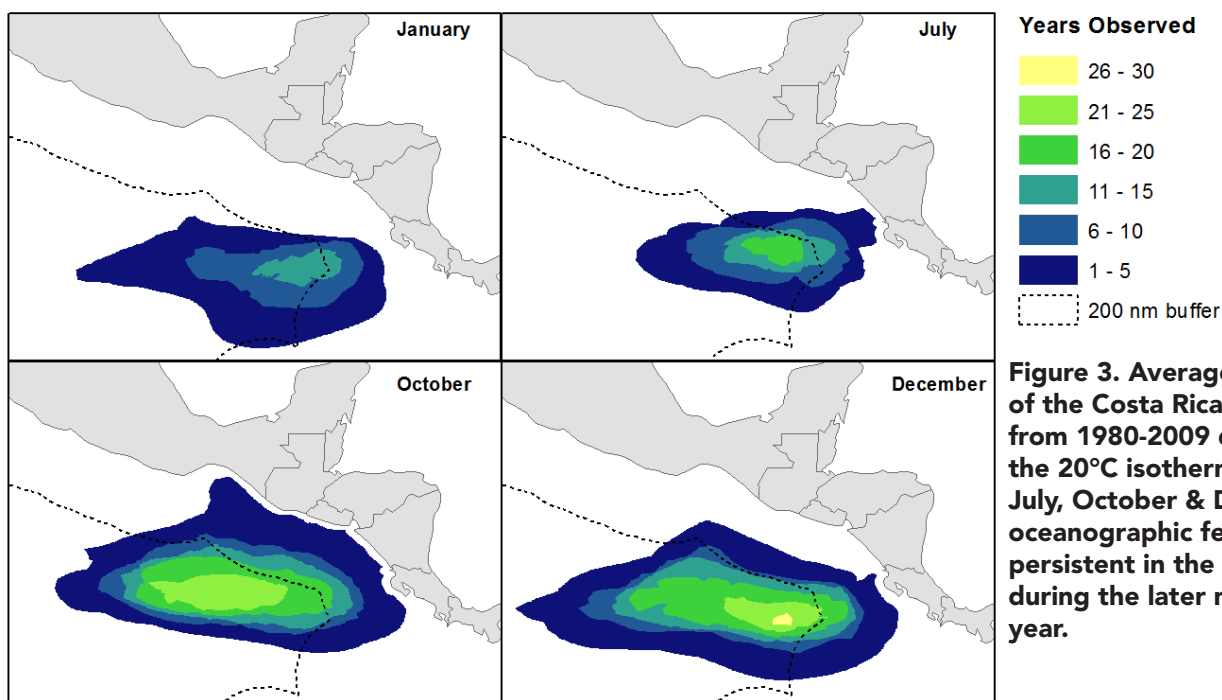 January
July
October
December
Years Observed
26 - 30
21 - 25
16 - 20
11 - 15
6 - 10
1 - 5
200 nm buffer
Figure 3. Average
of the Costa Rica
from 1980-2009
the 20°C isotherm
July, October &
oceanographic
persistent in the
during the later
year.